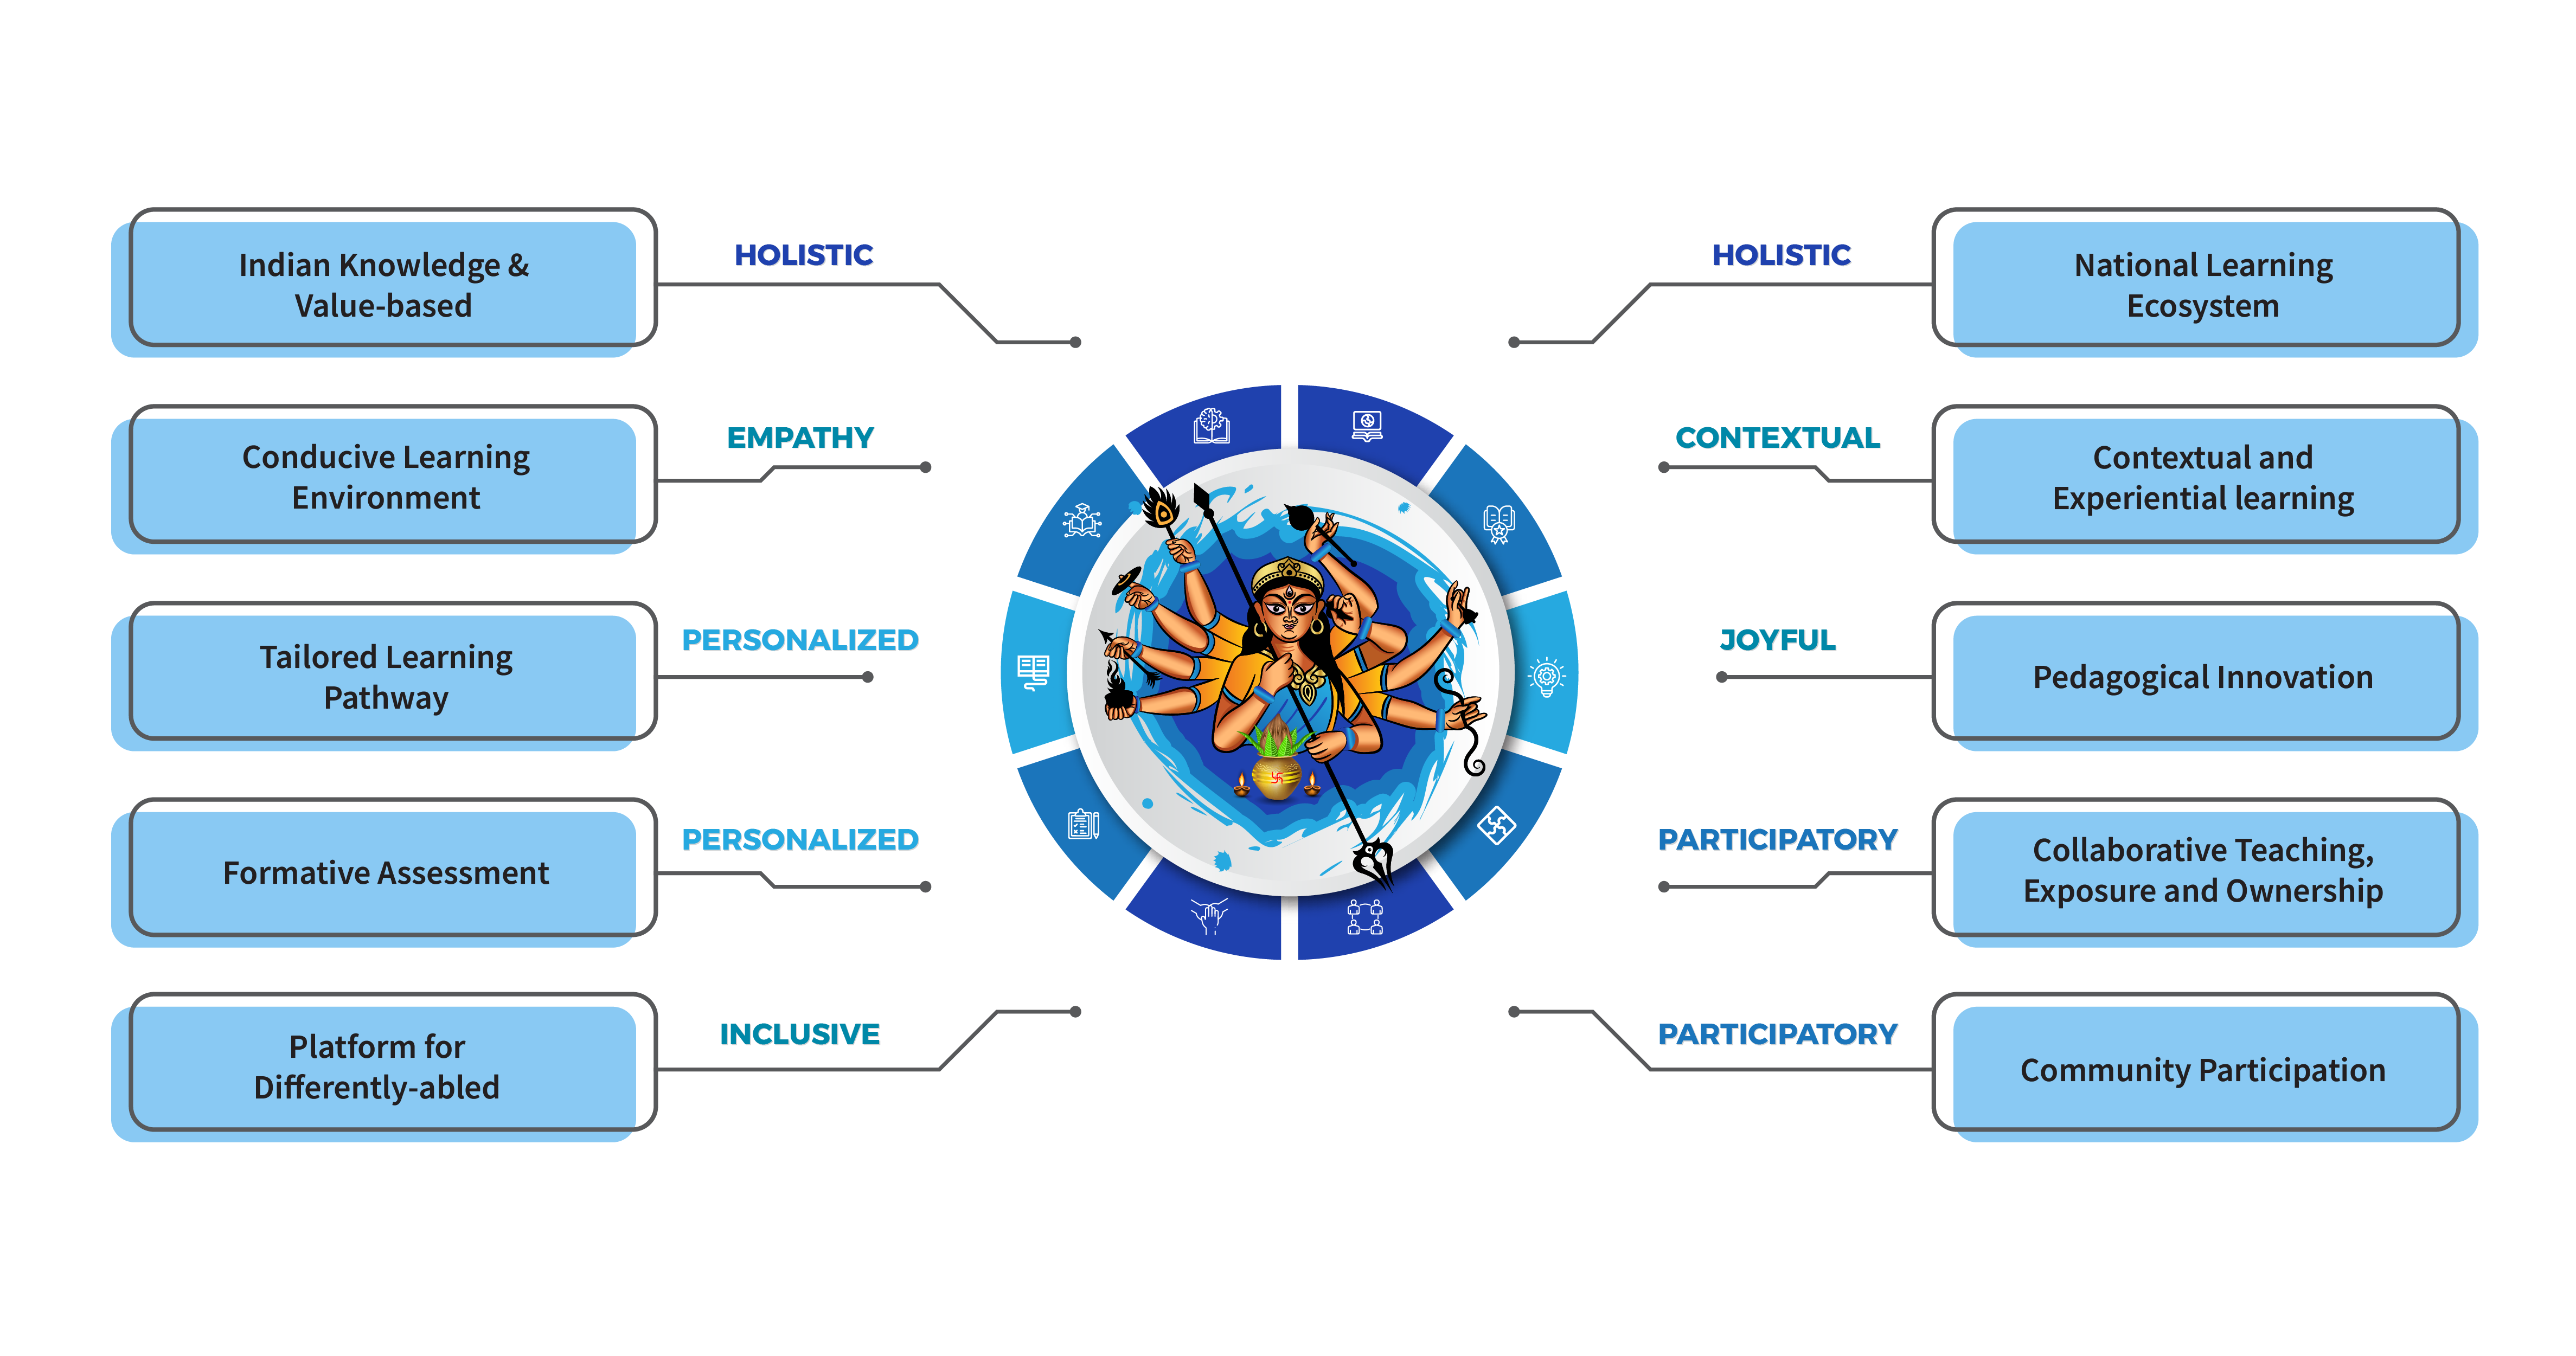 HOLISTIC
Indian Knowledge &
Value-based
EMPATHY
Conducive Learning
Environment
PERSONALIZED
Tailored Learning
Pathway
PERSONALIZED
Formative Assessment
INCLUSIVE
Platform for
Differently-abled
HOLISTIC
National Learning
Ecosystem
CONTEXTUAL
Contextual and
Experiential learning
JOYFUL
Pedagogical Innovation
PARTICIPATORY
Collaborative Teaching,
Exposure and Ownership
PARTICIPATORY
Community Participation